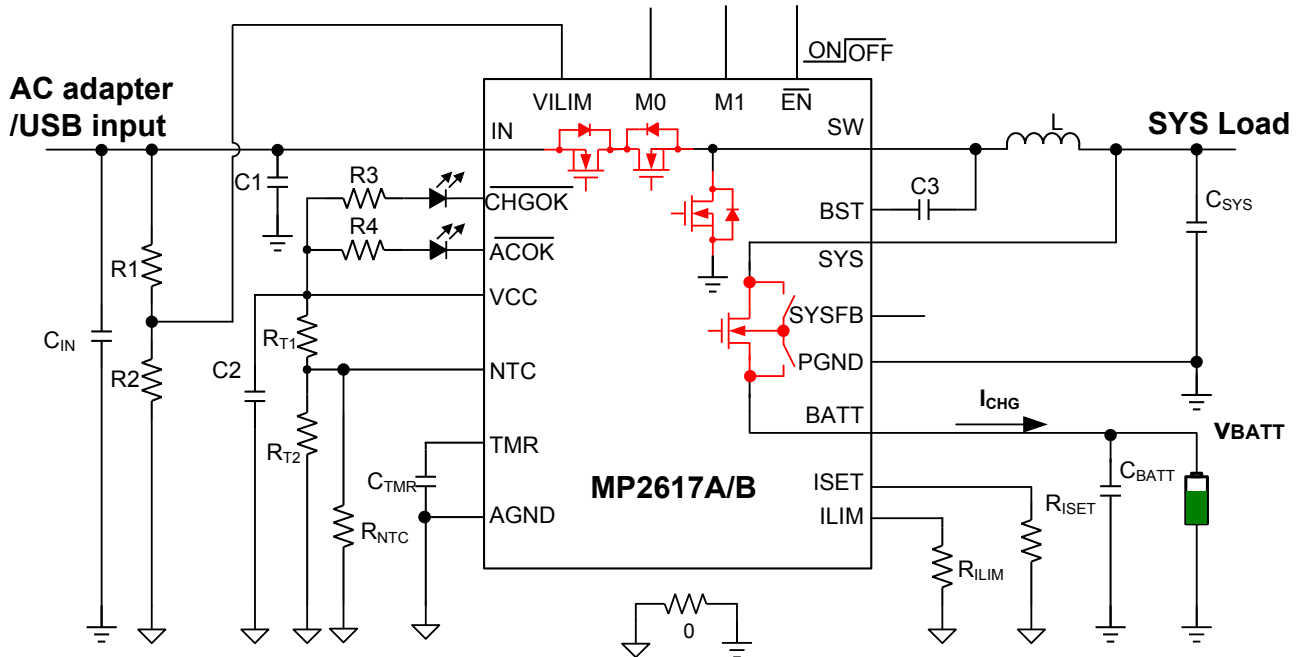 ON OFF
AC adapter
/USB input
VILIM M0 M1 EN
IN
SW
L
SYS Load
C1
R3
CHGOK
C3
BST
CSYS
R4
ACOK
R1
SYS
VCC
CIN
RT1
SYSFB
R2
C2
NTC
PGND
ICHG
BATT
VBATT
RT2
TMR
CTMR
MP2617A/B
ISET
CBATT
RISET
AGND
ILIM
RNTC
RILIM
0